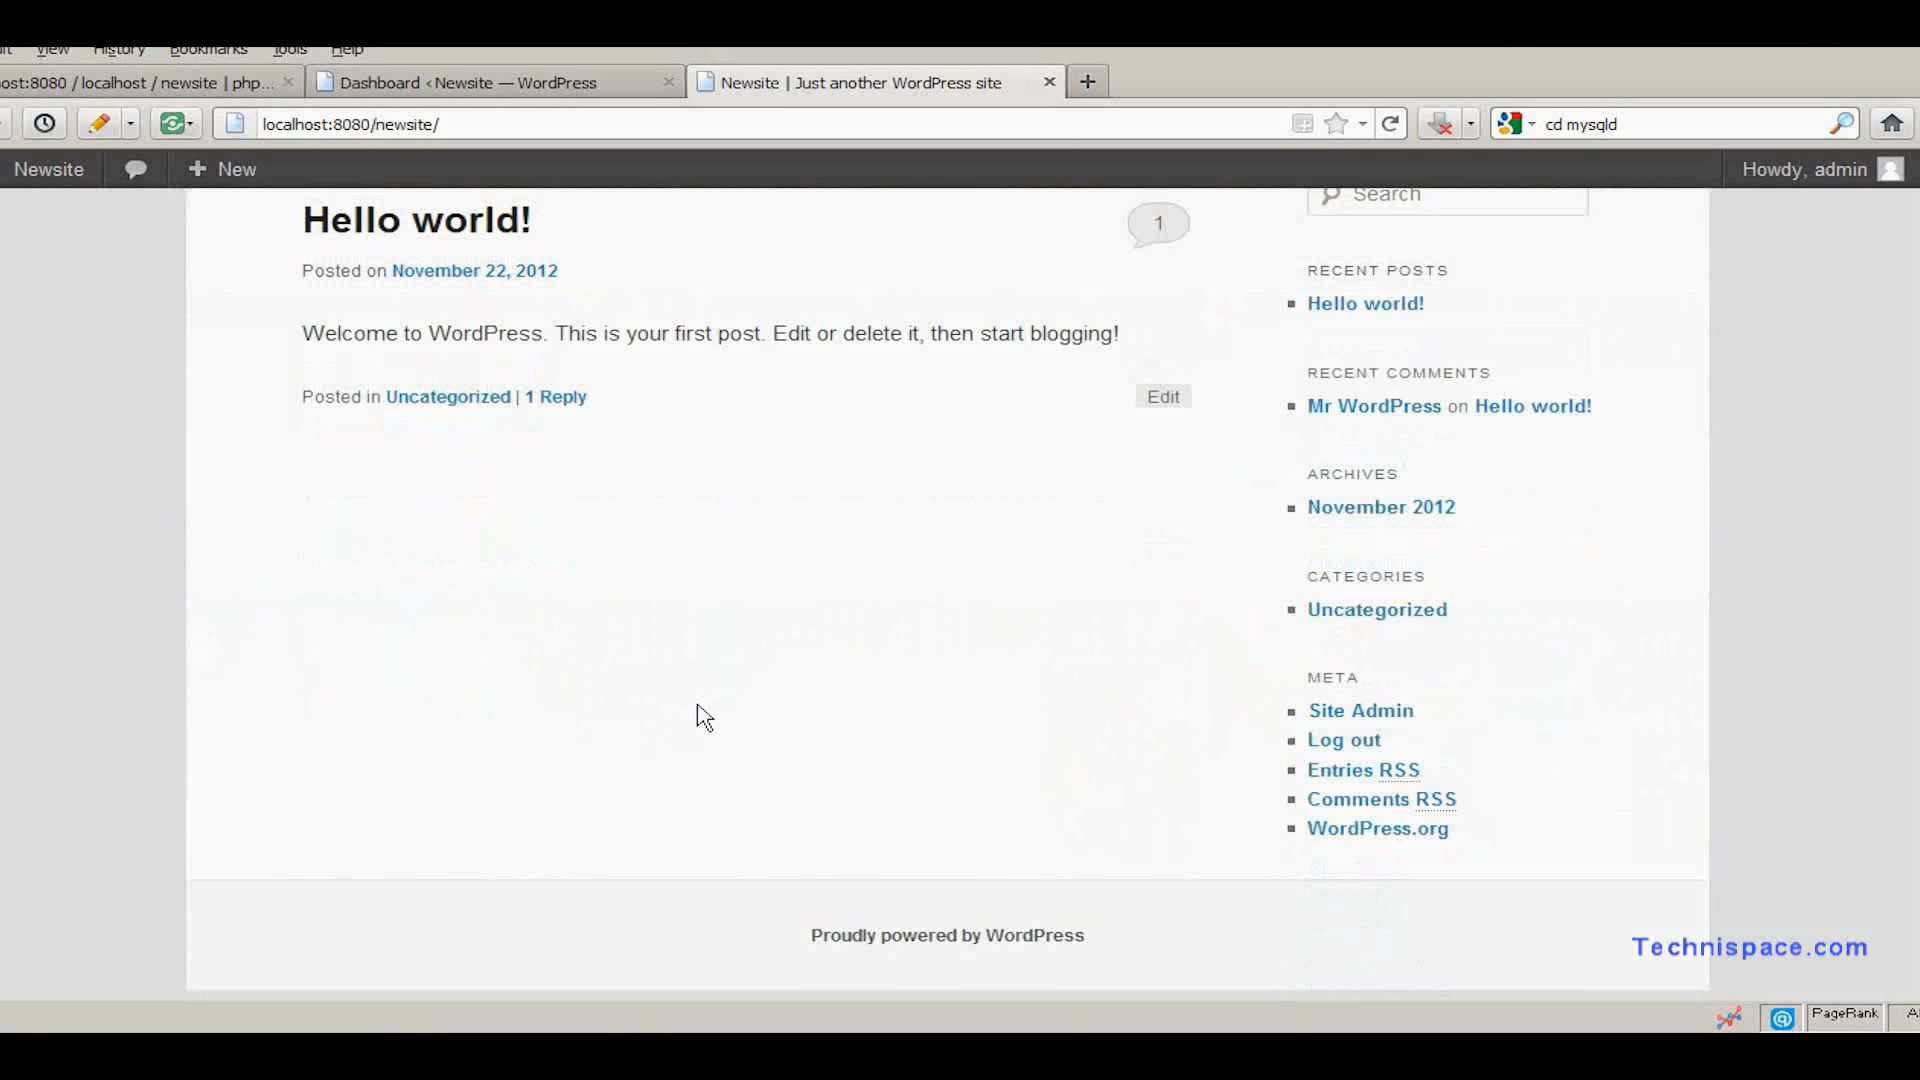 View History Bookmarks Tools Help
ost:8080 / localhost / newsite | php... Dashboard ‹ Newsite — WordPress Newsite | Just another WordPress site
localhost:8080/newsite/ cd mysqld
Newsite New Howdy, admin
Hello world!
1
Posted on November 22, 2012
Welcome to WordPress. This is your first post. Edit or delete it, then start blogging!
Posted in Uncategorized | 1 Reply
Edit
Search
RECENT POSTS
Hello world!
RECENT COMMENTS
Mr WordPress on Hello world!
ARCHIVES
November 2012
CATEGORIES
Uncategorized
META
Site Admin
Log out
Entries RSS
Comments RSS
WordPress.org
Proudly powered by WordPress
Technispace.com
PageRank